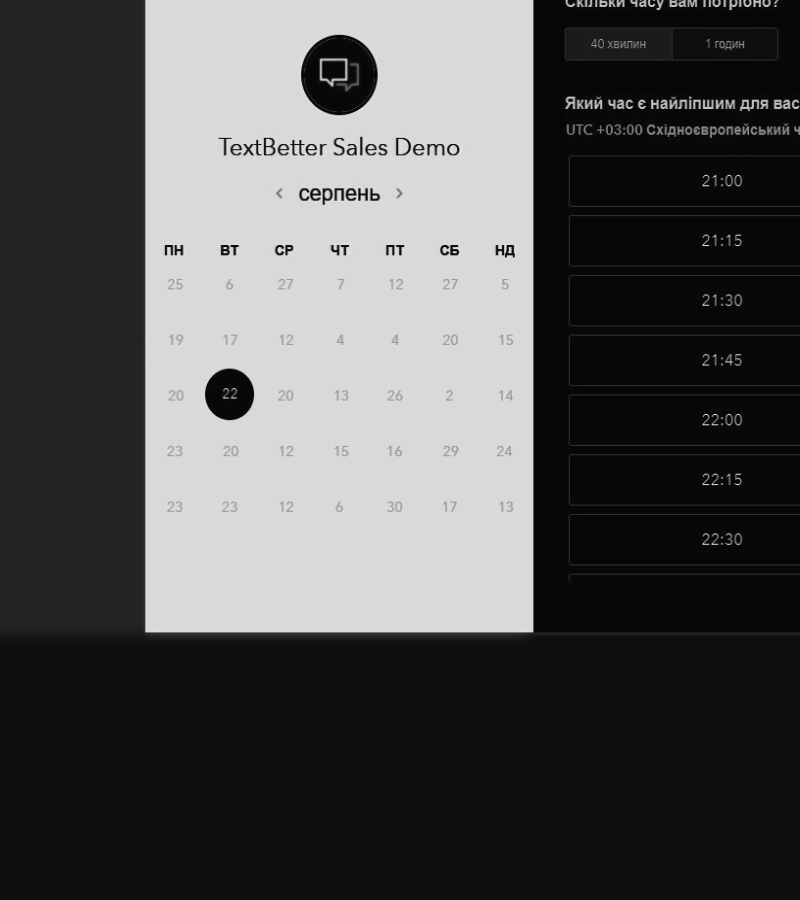 TextBetter Sales Demo
серпень
ПН ВТ СР ЧТ ПТ СБ НД
25 6 27 7 12 27 5
19 17 12 4 4 20 15
20 22 20 13 26 2 14
23 20 12 15 16 29 24
23 23 12 6 30 17 13
Скільки часу вам потрібно?
40 хвилин 1 годин
Який час є найліпшим для вас
UTC +03:00 Східноєвропейський
21:00
21:15
21:30
21:45
22:00
22:15
22:30